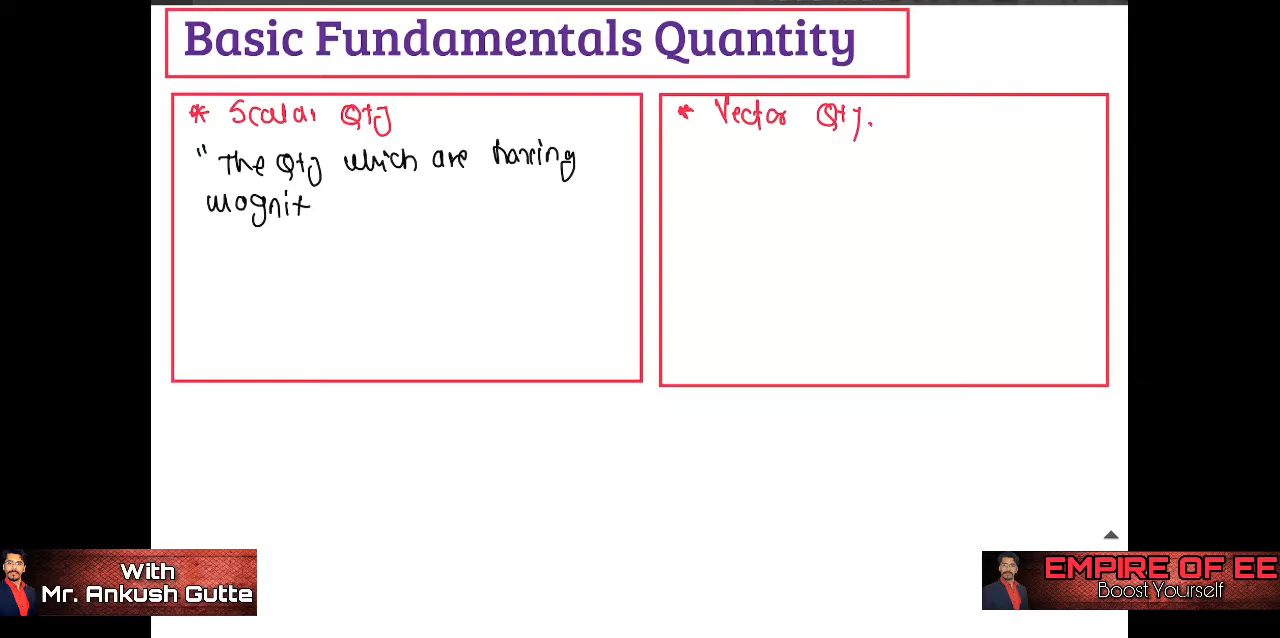 Basic Fundamentals Quantity
* Scalar Qty
" The Qty which are having
magnit
* Vector Qty.
With
Mr. Ankush Gutte
EMPIRE OF EE
Boost Yourself